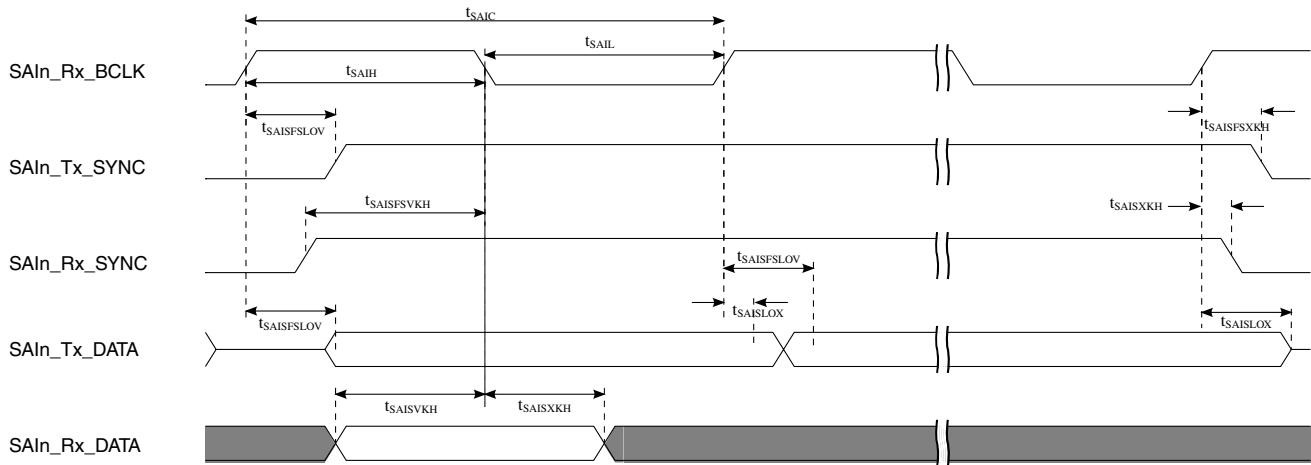 tSAIC
tSAIL
SAIn_Rx_BCLK
tSAIH
tSAISFSLOV
tSAISFSXKH
SAIn_Tx_SYNC
tSAISFSVKH
tSAISXKH
SAIn_Rx_SYNC
tSAISFSLOV
tSAISLOX
tSAISFSLOV
tSAISLOX
SAIn_Tx_DATA
tSAISVKH
tSAISXKH
SAIn_Rx_DATA